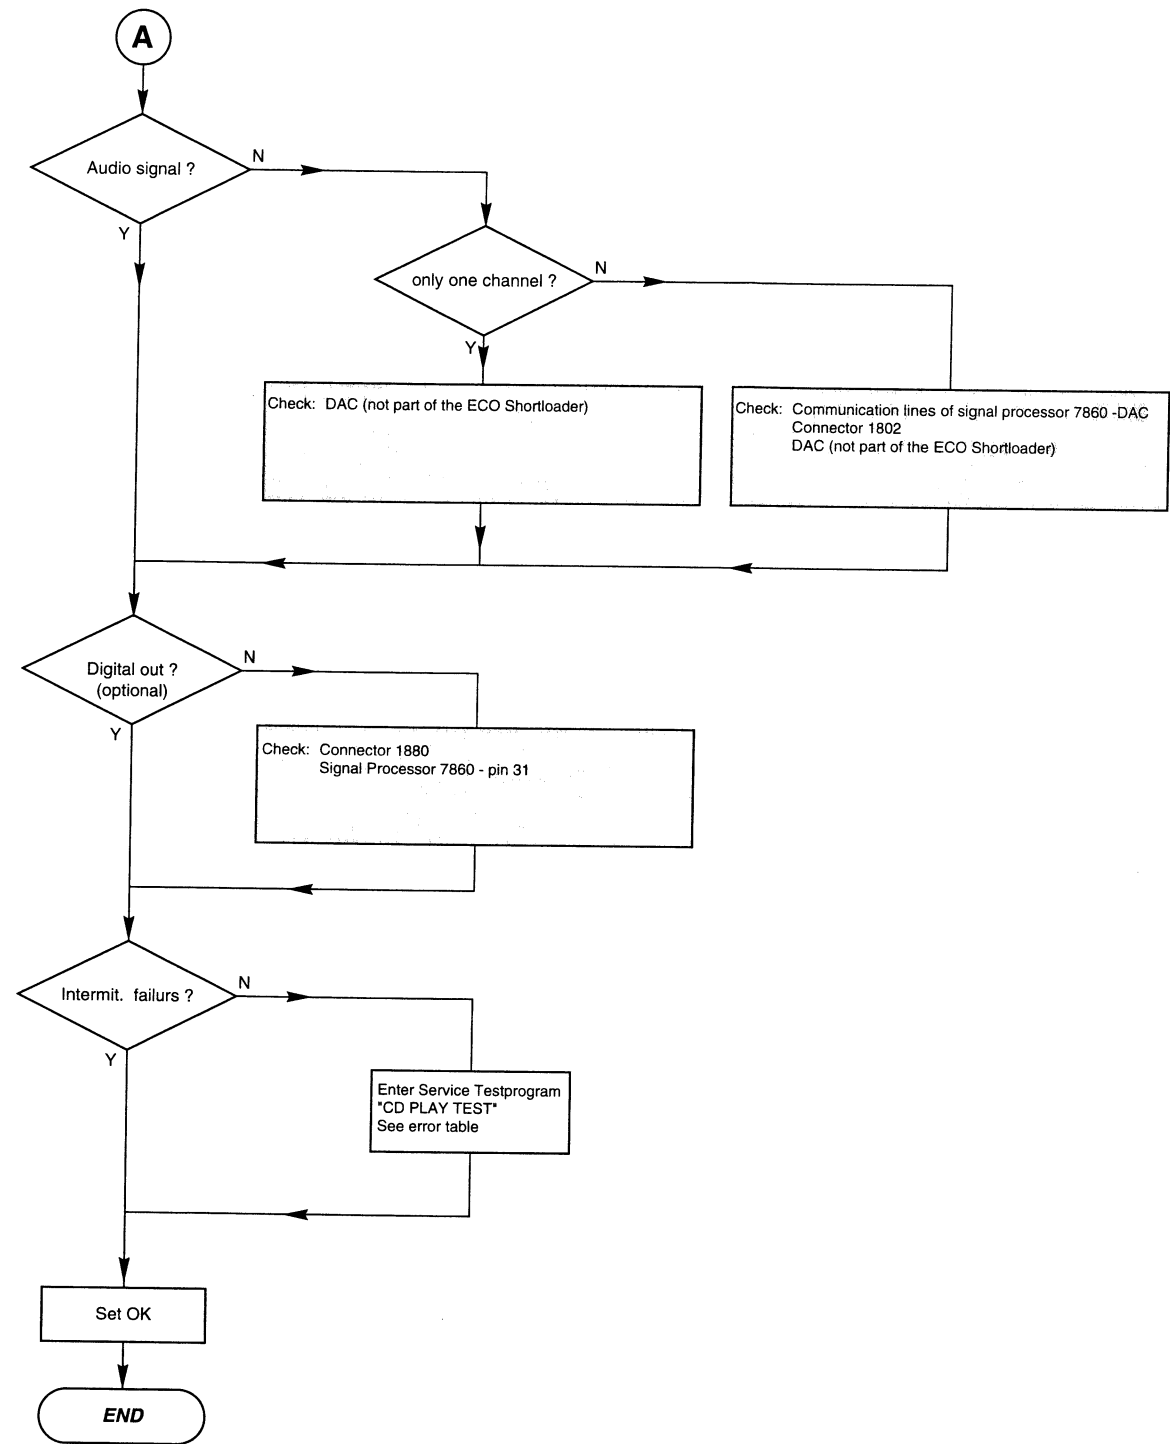 A
Audio signal ?
N
Y
only one channel ?
N
Y
Check: DAC (not part of the ECO Shortloader)
Check: Communication lines of signal processor 7860 -DAC
Connector 1802
DAC (not part of the ECO Shortloader)
Digital out ?
(optional)
N
Y
Check: Connector 1880
Signal Processor 7860 - pin 31
Intermit. failurs ?
N
Y
Enter Service Testprogram
"CD PLAY TEST"
See error table
Set OK
END